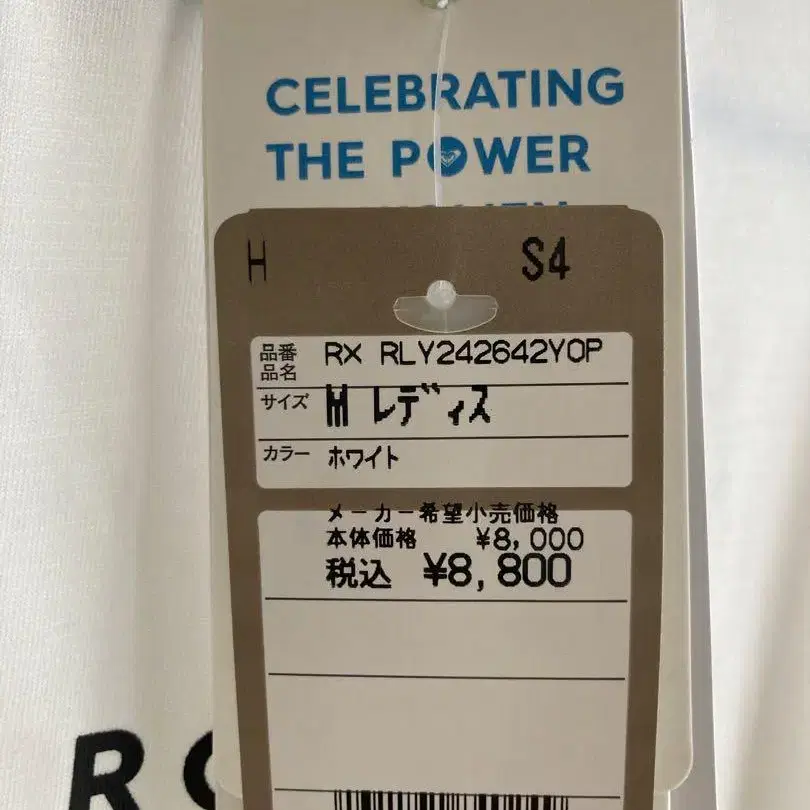 CELEBRATING
THE POWER
H S4
品番 RX RLY242642YOP
品名
サイズ M レディス
カラー ホワイト
メーカー希望小売価格
本体価格 ¥8,000
税込 ¥8,800